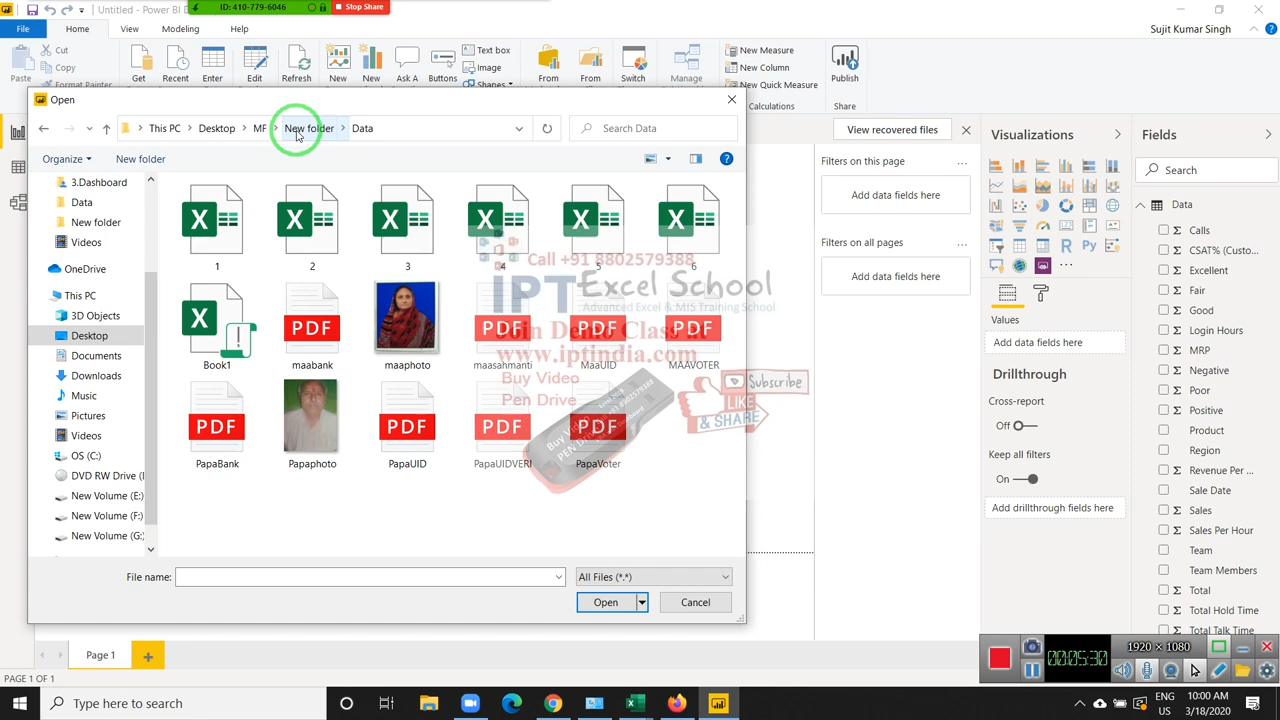 Untitled - Power BI D
ID: 410-779-6046
Stop Share
File
Home
View
Modeling
Help
Sujit Kumar Singh
Cut
Copy
Format Painter
Paste
Get
Recent
Enter
Edit
Refresh
New
New
Ask A
Buttons
Text box
Image
Shapes
From
From
Switch
Manage
New Measure
New Column
New Quick Measure
Calculations
Publish
Share
Open
This PC
Desktop
MF
New folder
Data
Search Data
Organize
New folder
3.Dashboard
Data
New folder
Videos
OneDrive
This PC
3D Objects
Desktop
Documents
Downloads
Music
Pictures
Videos
OS (C:)
DVD RW Drive (
New Volume (E:)
New Volume (F:)
New Volume (G:)
1
2
3
4
5
6
Book1
PDF
maabank
maaphoto
PDF
maasahmanti
PDF
MaaUID
PDF
MAAVOTER
PDF
PapaBank
Papaphoto
PDF
PapaUID
PDF
PapaUIDVERI
PDF
PapaVoter
Call +91 8802579388
iPT Excel School
Advanced Excel & MIS Training School
Join Demo Class at
www.iptindia.com
Buy Video
Pen Drive
Subscribe
LIKE
& SHARE
File name:
All Files (*.*)
Open
Cancel
View recovered files
Filters on this page
...
Add data fields here
Filters on all pages
...
Add data fields here
Visualizations
R
Py
...
Values
Add data fields here
Drillthrough
Cross-report
Off
Keep all filters
On
Add drillthrough fields here
Fields
Search
Data
Calls
CSAT% (Custo...
Excellent
Fair
Good
Login Hours
MRP
Negative
Poor
Positive
Product
Region
Revenue Per ...
Sale Date
Sales
Sales Per Hour
Team
Team Members
Total
Total Hold Time
Total Talk Time
Page 1
PAGE 1 OF 1
1920 × 1080
00:05:30
Type here to search
ENG
US
10:00 AM
3/18/2020